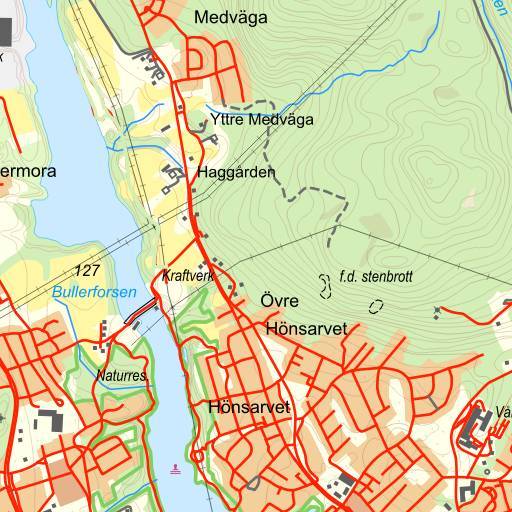 Medväga
Yttre Medväga
ermora
Haggården
127
Kraftverk
f.d. stenbrott
Bullerforsen
Övre
Hönsarvet
Naturres.
Hönsarvet